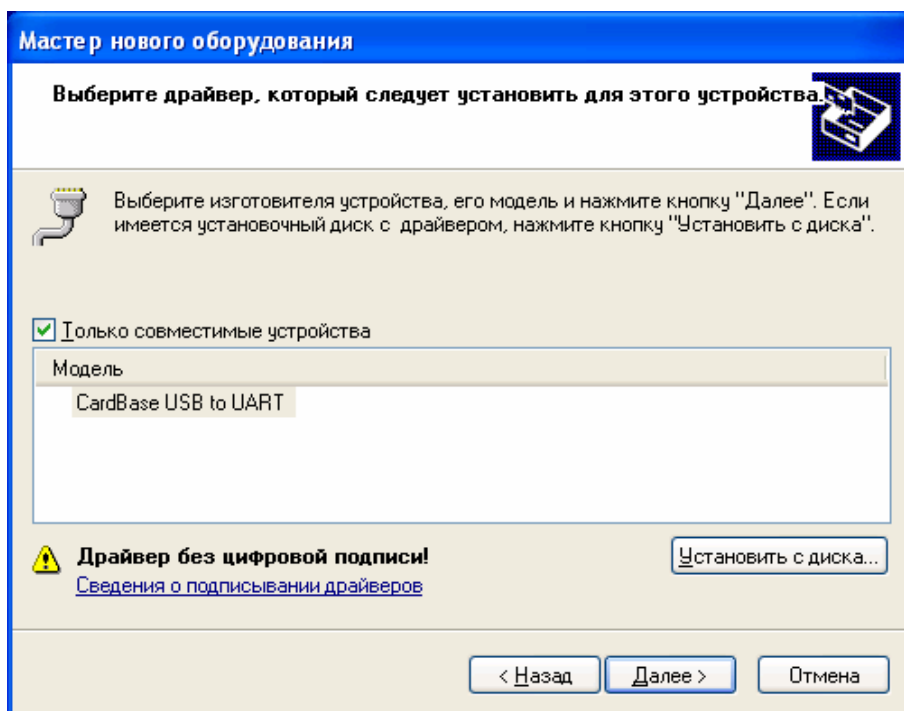 Мастер нового оборудования
Выберите драйвер, который следует установить для этого устройства.
Выберите изготовителя устройства, его модель и нажмите кнопку "Далее". Если
имеется установочный диск с драйвером, нажмите кнопку "Установить с диска".
Только совместимые устройства
Модель
CardBase USB to UART
Драйвер без цифровой подписи!
Установить с диска...
Сведения о подписывании драйверов
< Назад
Далее >
Отмена